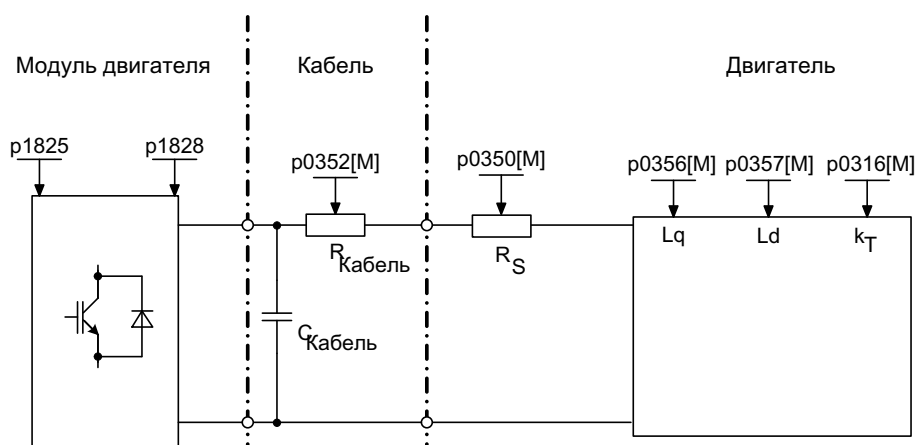 Модуль двигателя
Кабель
Двигатель
p1825
p1828
p0352[M]
p0350[M]
p0356[M]
p0357[M]
p0316[M]
RКабель
RS
Lq
Ld
kT
CКабель